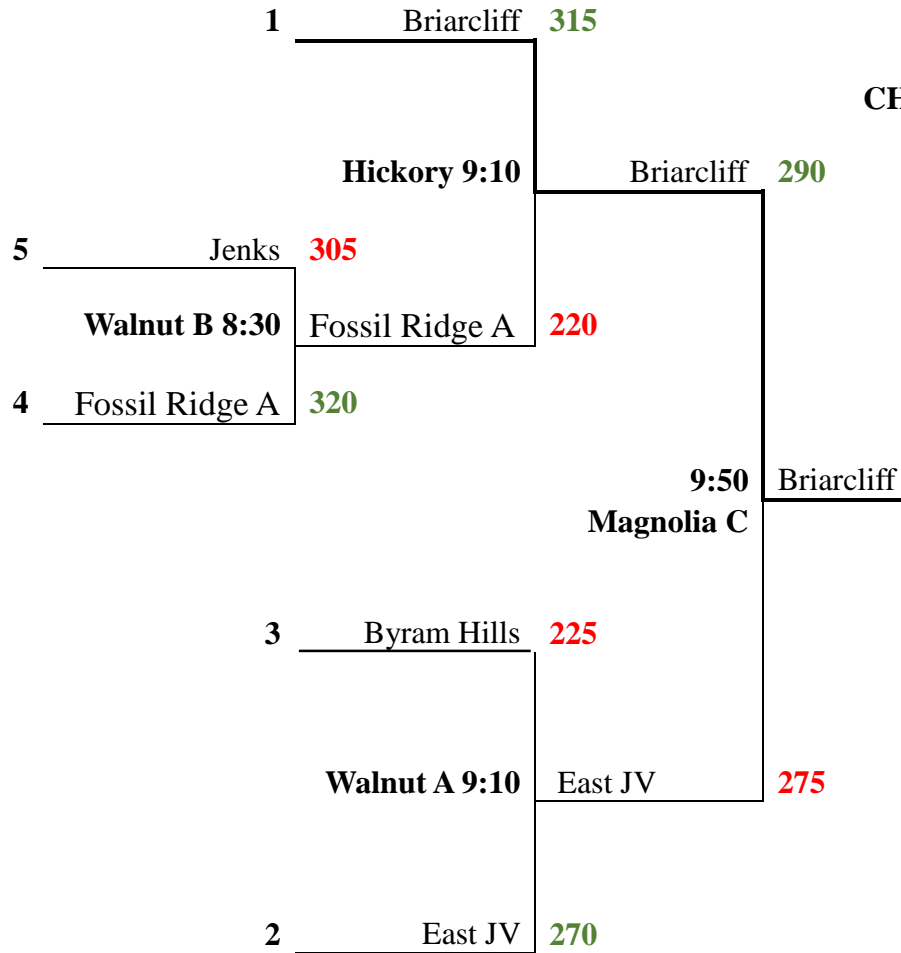 1 Briarcliff 315
CH
Hickory 9:10 Briarcliff 290
5 Jenks 305
Walnut B 8:30 Fossil Ridge A 220
4 Fossil Ridge A 320
9:50 Briarcliff
Magnolia C
3 Byram Hills 225
Walnut A 9:10 East JV 275
2 East JV 270